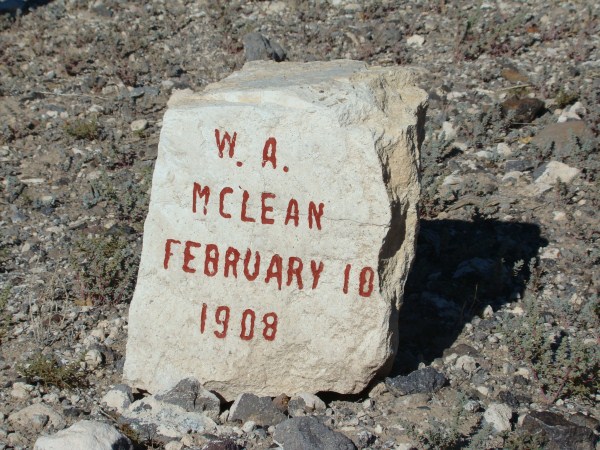 W. A.
MCLEAN
FEBRUARY 10
1908